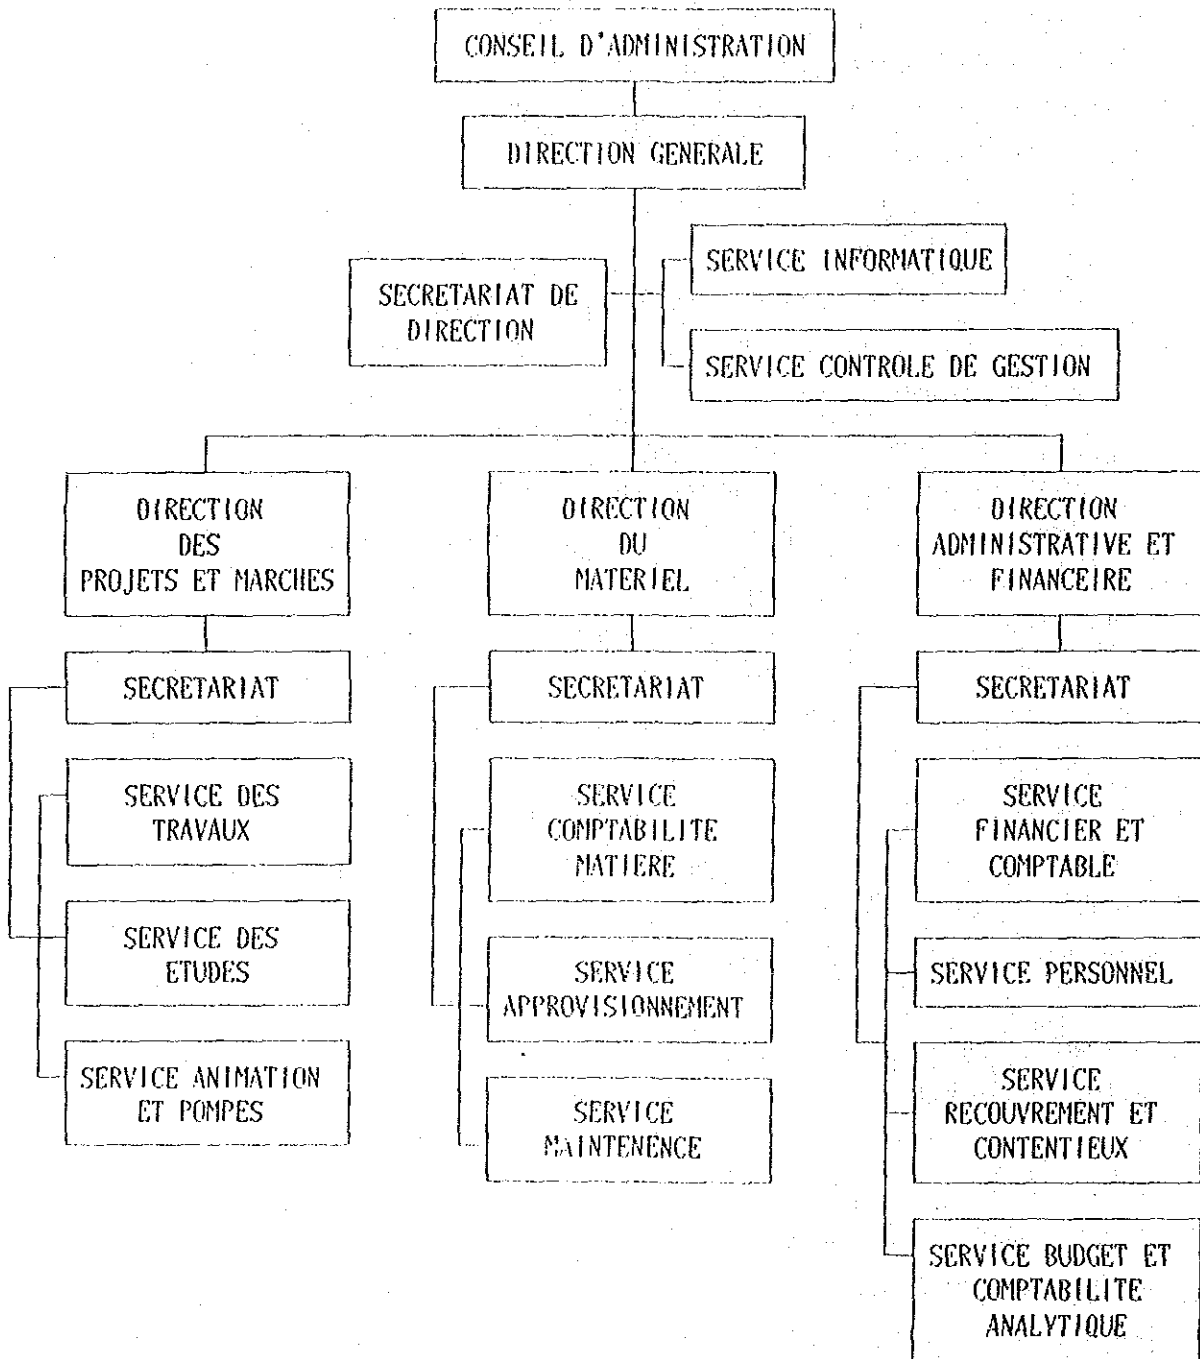 CONSEIL D'ADMINISTRATION
DIRECTION GENERALE
SECRETARIAT DE
DIRECTION
SERVICE INFORMATIQUE
SERVICE CONTROLE DE GESTION
DIRECTION
DES
PROJETS ET MARCHES
SECRETARIAT
SERVICE DES
TRAVAUX
SERVICE DES
ETUDES
SERVICE ANIMATION
ET POMPES
DIRECTION
DU
MATERIEL
SECRETARIAT
SERVICE
COMPTABILITE
MATIERE
SERVICE
APPROVISIONNEMENT
SERVICE
MAINTENENCE
DIRECTION
ADMINISTRATIVE ET
FINANCEIRE
SECRETARIAT
SERVICE
FINANCIER ET
COMPTABLE
SERVICE PERSONNEL
SERVICE
RECOUVREMENT ET
CONTENTIEUX
SERVICE BUDGET ET
COMPTABILITE
ANALYTIQUE